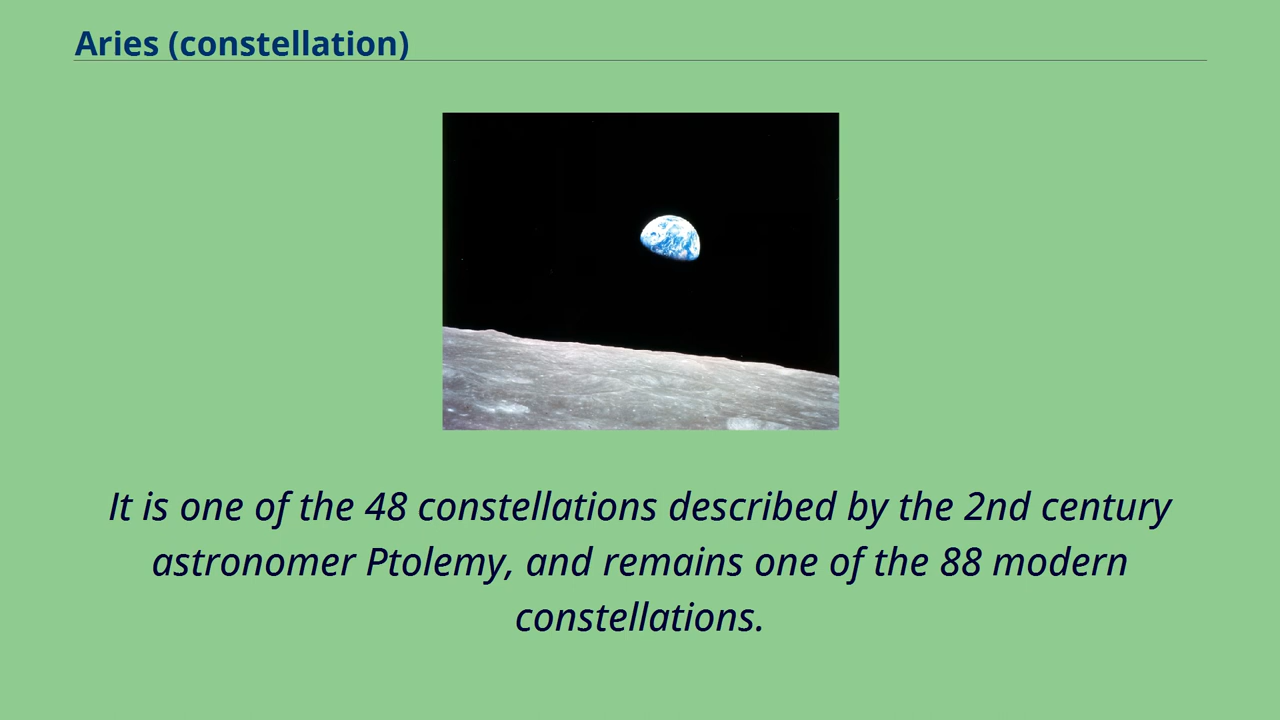 Aries (constellation)
It is one of the 48 constellations described by the 2nd century
astronomer Ptolemy, and remains one of the 88 modern
constellations.